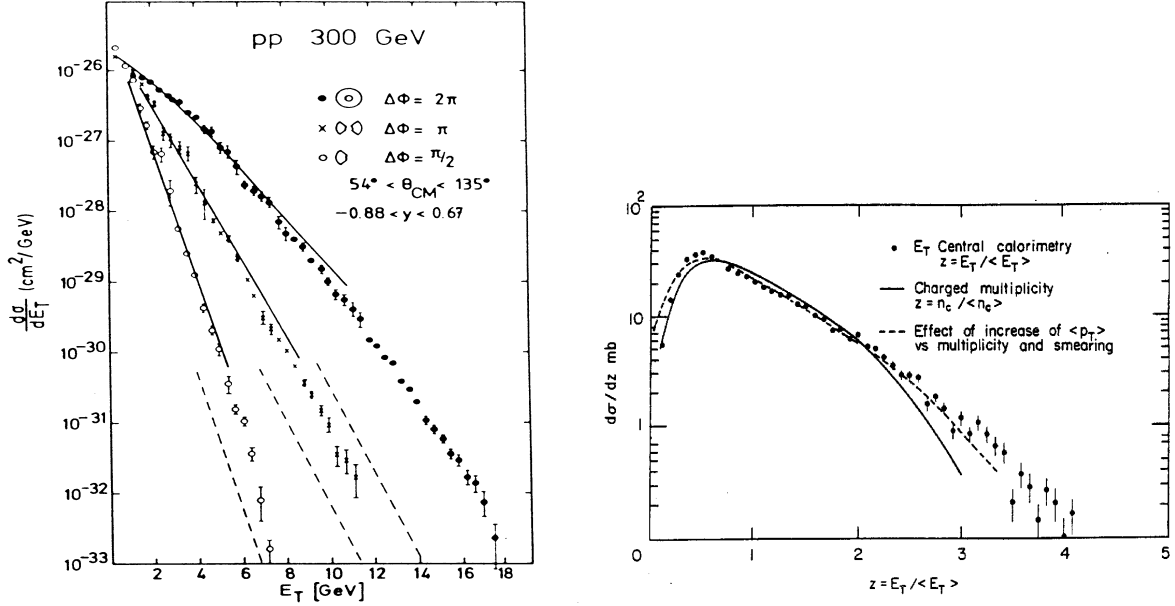 pp 300 GeV
ΔΦ = 2π
ΔΦ = π
ΔΦ = π/2
54° < θCM < 135°
−0.88 < y < 0.67
10−26
10−27
10−28
10−29
10−30
10−31
10−32
10−33
dσ/dET (cm2/GeV)
2 4 6 8 10 12 14 16 18
ET [GeV]
10²
10
1
0
dσ/dz mb
ET Central calorimetry
z = ET / <ET>
Charged multiplicity
z = nc / <nc>
Effect of increase of <pT>
vs multiplicity and smearing
0 1 2 3 4 5
z = ET / <ET>